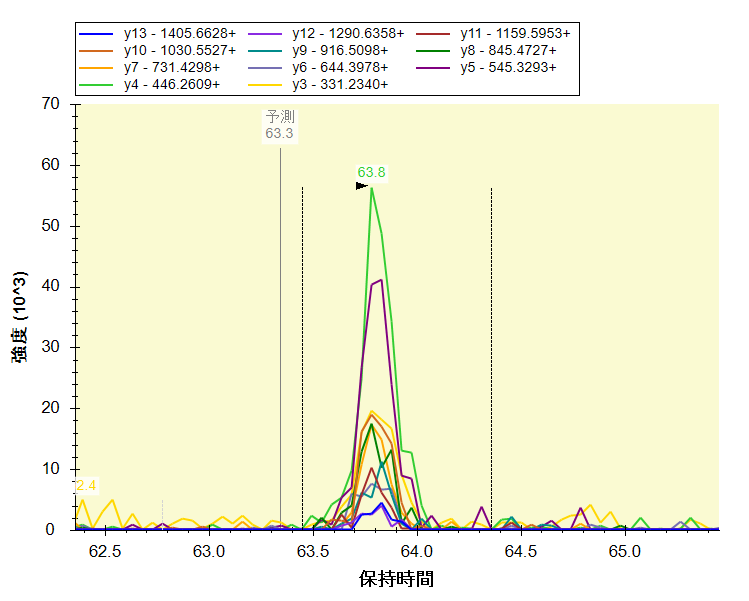 y13 - 1405.6628+ y12 - 1290.6358+ y11 - 1159.5953+
y10 - 1030.5527+ y9 - 916.5098+ y8 - 845.4727+
y7 - 731.4298+ y6 - 644.3978+ y5 - 545.3293+
y4 - 446.2609+ y3 - 331.2340+
70
予測
63.3
60
63.8
50
40
強度 (10^3)
30
20
10
2.4
0
62.5 63.0 63.5 64.0 64.5 65.0
保持時間